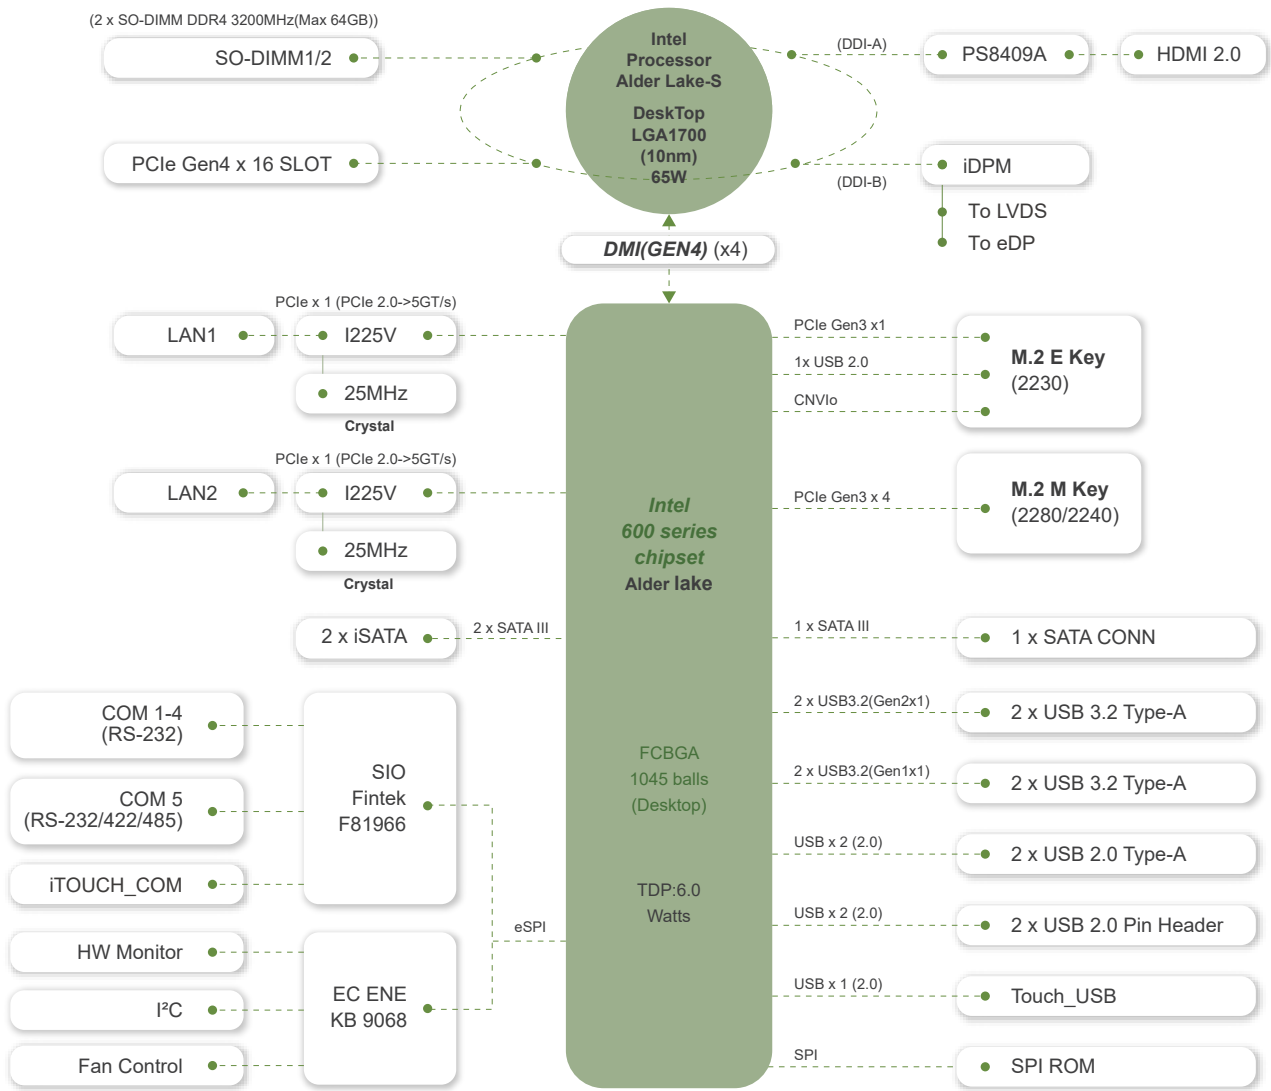 (2 x SO-DIMM DDR4 3200MHz(Max 64GB))
SO-DIMM1/2
PCIe Gen4 x 16 SLOT
Intel
Processor
Alder Lake-S
DeskTop
LGA1700
(10nm)
65W
(DDI-A)
PS8409A
HDMI 2.0
(DDI-B)
iDPM
To LVDS
To eDP
DMI(GEN4) (x4)
PCIe x 1 (PCIe 2.0->5GT/s)
LAN1
I225V
25MHz
Crystal
PCIe x 1 (PCIe 2.0->5GT/s)
LAN2
I225V
25MHz
Crystal
2 x iSATA
2 x SATA III
COM 1-4
(RS-232)
COM 5
(RS-232/422/485)
iTOUCH_COM
SIO
Fintek
F81966
HW Monitor
I²C
Fan Control
EC ENE
KB 9068
eSPI
Intel
600 series
chipset
Alder lake
FCBGA
1045 balls
(Desktop)
TDP:6.0
Watts
PCIe Gen3 x1
1x USB 2.0
CNVIo
M.2 E Key
(2230)
PCIe Gen3 x 4
M.2 M Key
(2280/2240)
1 x SATA III
1 x SATA CONN
2 x USB3.2(Gen2x1)
2 x USB 3.2 Type-A
2 x USB3.2(Gen1x1)
2 x USB 3.2 Type-A
USB x 2 (2.0)
2 x USB 2.0 Type-A
USB x 2 (2.0)
2 x USB 2.0 Pin Header
USB x 1 (2.0)
Touch_USB
SPI
SPI ROM